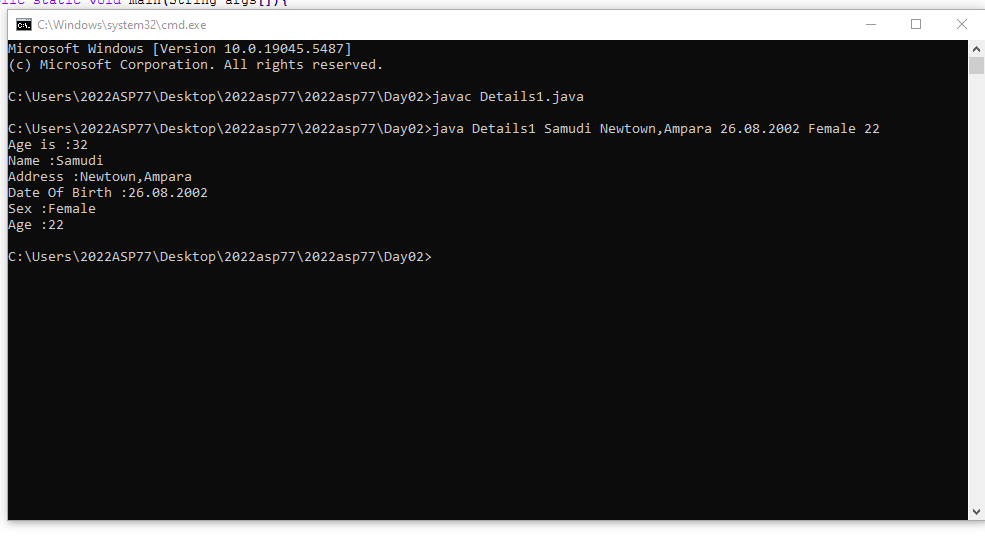 static void main(String args[]){
C:\Windows\system32\cmd.exe
Microsoft Windows [Version 10.0.19045.5487]
(c) Microsoft Corporation. All rights reserved.
C:\Users\2022ASP77\Desktop\2022asp77\2022asp77\Day02>javac Details1.java
C:\Users\2022ASP77\Desktop\2022asp77\2022asp77\Day02>java Details1 Samudi Newtown,Ampara 26.08.2002 Female 22
Age is :32
Name :Samudi
Address :Newtown,Ampara
Date Of Birth :26.08.2002
Sex :Female
Age :22
C:\Users\2022ASP77\Desktop\2022asp77\2022asp77\Day02>